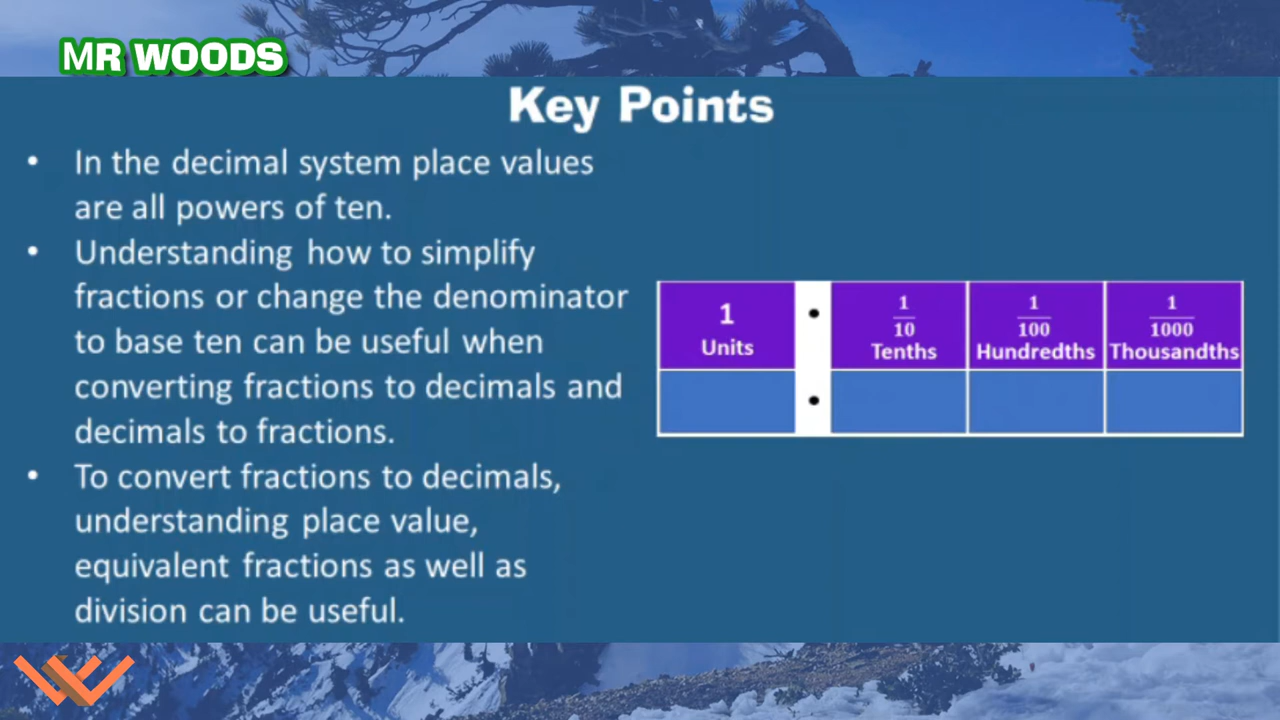 MR WOODS
Key Points
• In the decimal system place values
are all powers of ten.
• Understanding how to simplify
fractions or change the denominator
to base ten can be useful when
converting fractions to decimals and
decimals to fractions.
• To convert fractions to decimals,
understanding place value,
equivalent fractions as well as
division can be useful.
1 • 1/10 1/100 1/1000
Units Tenths Hundredths Thousandths
•